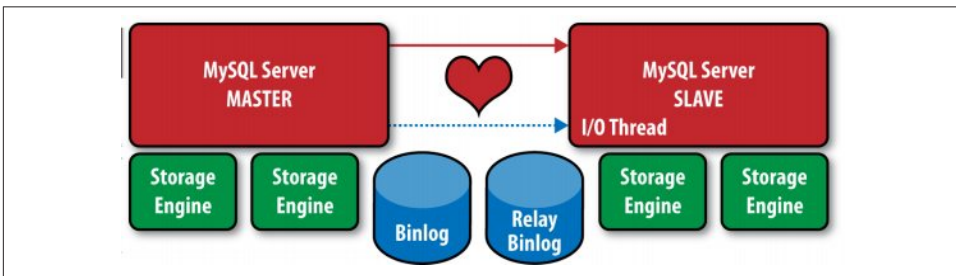 MySQL Server
MASTER
MySQL Server
SLAVE
I/O Thread
Storage
Engine
Storage
Engine
Binlog
Relay
Binlog
Storage
Engine
Storage
Engine